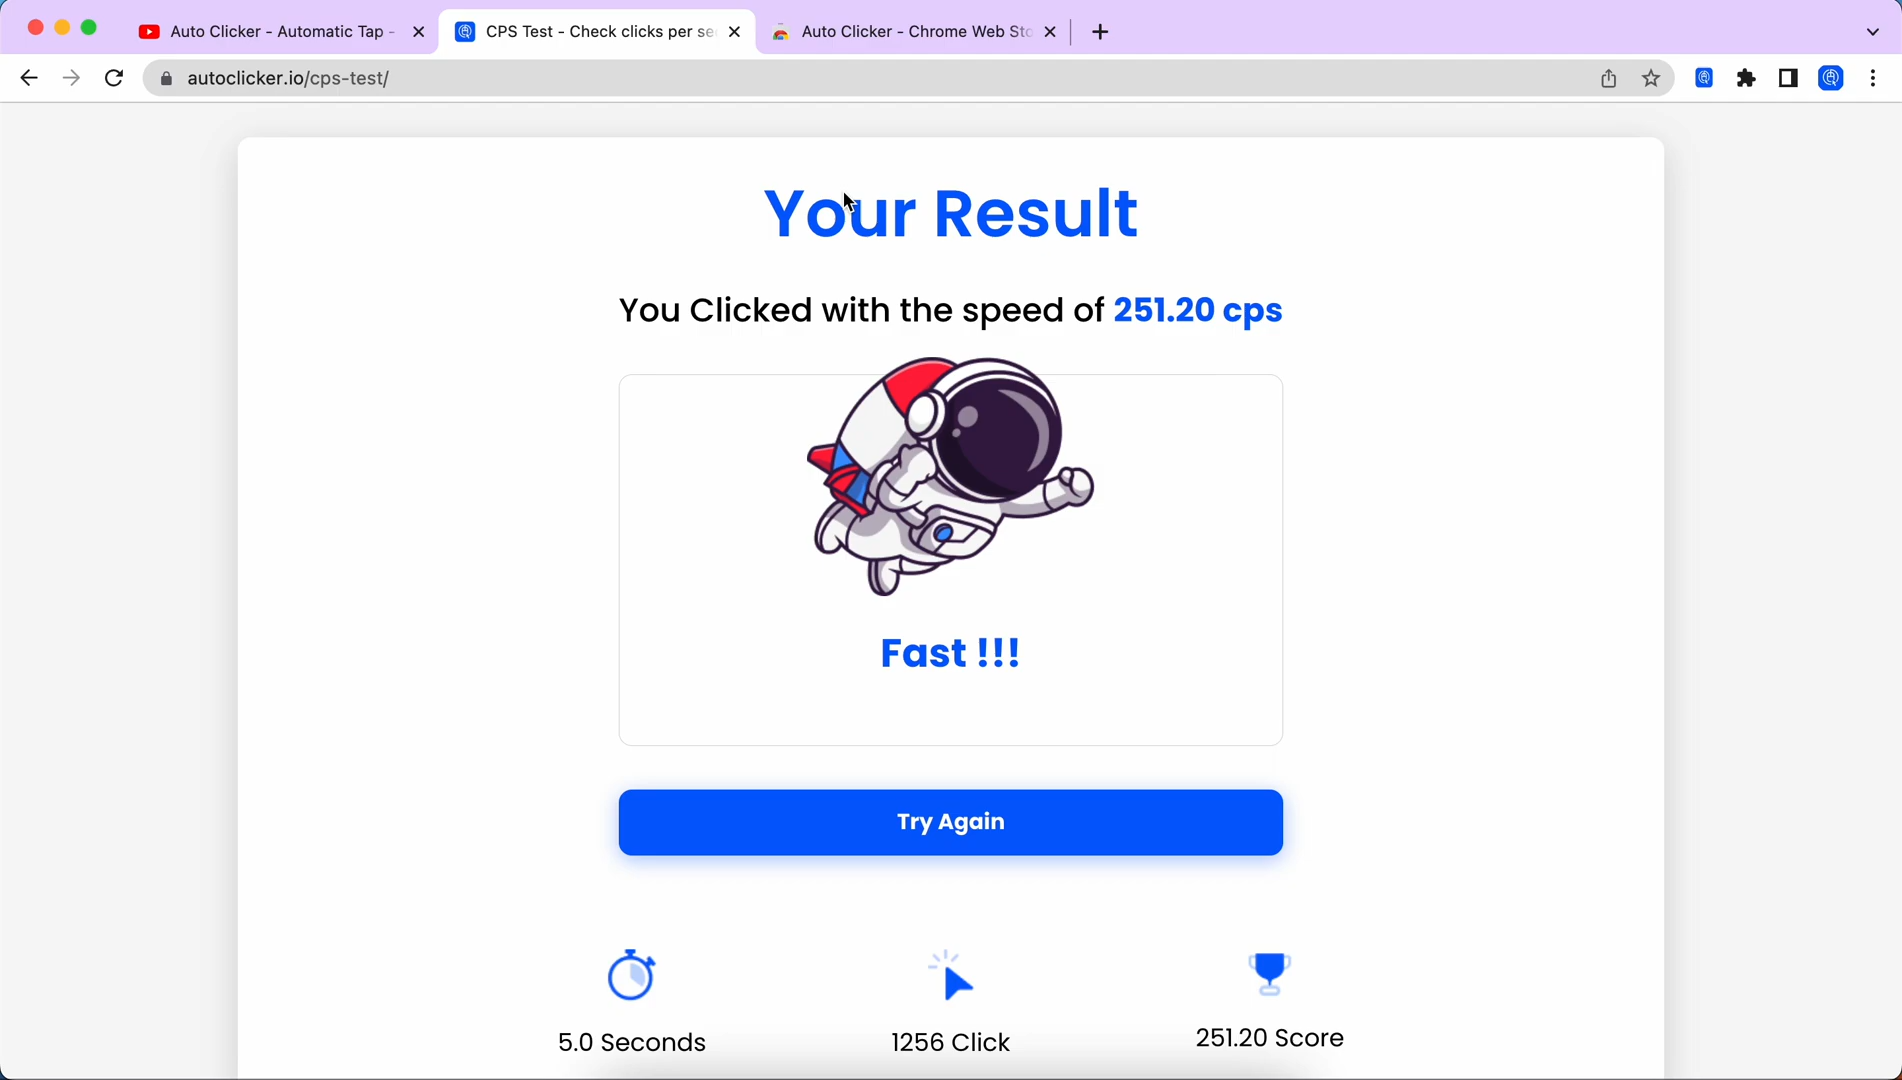 Auto Clicker - Automatic Tap -
CPS Test - Check clicks per se
Auto Clicker - Chrome Web Sto
autoclicker.io/cps-test/
Your Result
You Clicked with the speed of 251.20 cps
Fast !!!
Try Again
5.0 Seconds
1256 Click
251.20 Score